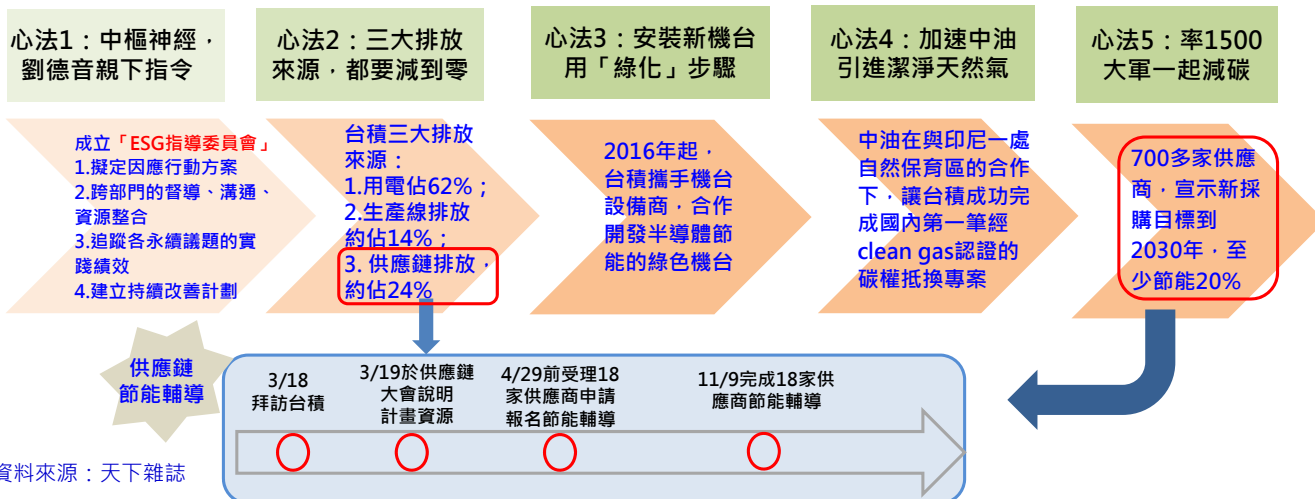 心法1：中樞神經，
劉德音親下指令
心法2：三大排放
來源，都要減到零
心法3：安裝新機台
用「綠化」步驟
心法4：加速中油
引進潔淨天然氣
心法5：率1500
大軍一起減碳
成立「ESG指導委員會」
1.擬定因應行動方案
2.跨部門的督導、溝通、
資源整合
3.追蹤各永續議題的實
踐績效
4.建立持續改善計劃
台積三大排放
來源：
1.用電佔62%；
2.生產線排放
約佔14%；
3. 供應鏈排放，
約佔24%
2016年起，
台積攜手機台
設備商，合作
開發半導體節
能的綠色機台
中油在與印尼一處
自然保育區的合作
下，讓台積成功完
成國內第一筆經
clean gas認證的
碳權抵換專案
700多家供應
商，宣示新採
購目標到
2030年，至
少節能20%
供應鏈
節能輔導
3/18
拜訪台積
3/19於供應鏈
大會說明
計畫資源
4/29前受理18
家供應商申請
報名節能輔導
11/9完成18家供
應商節能輔導
資料來源：天下雜誌